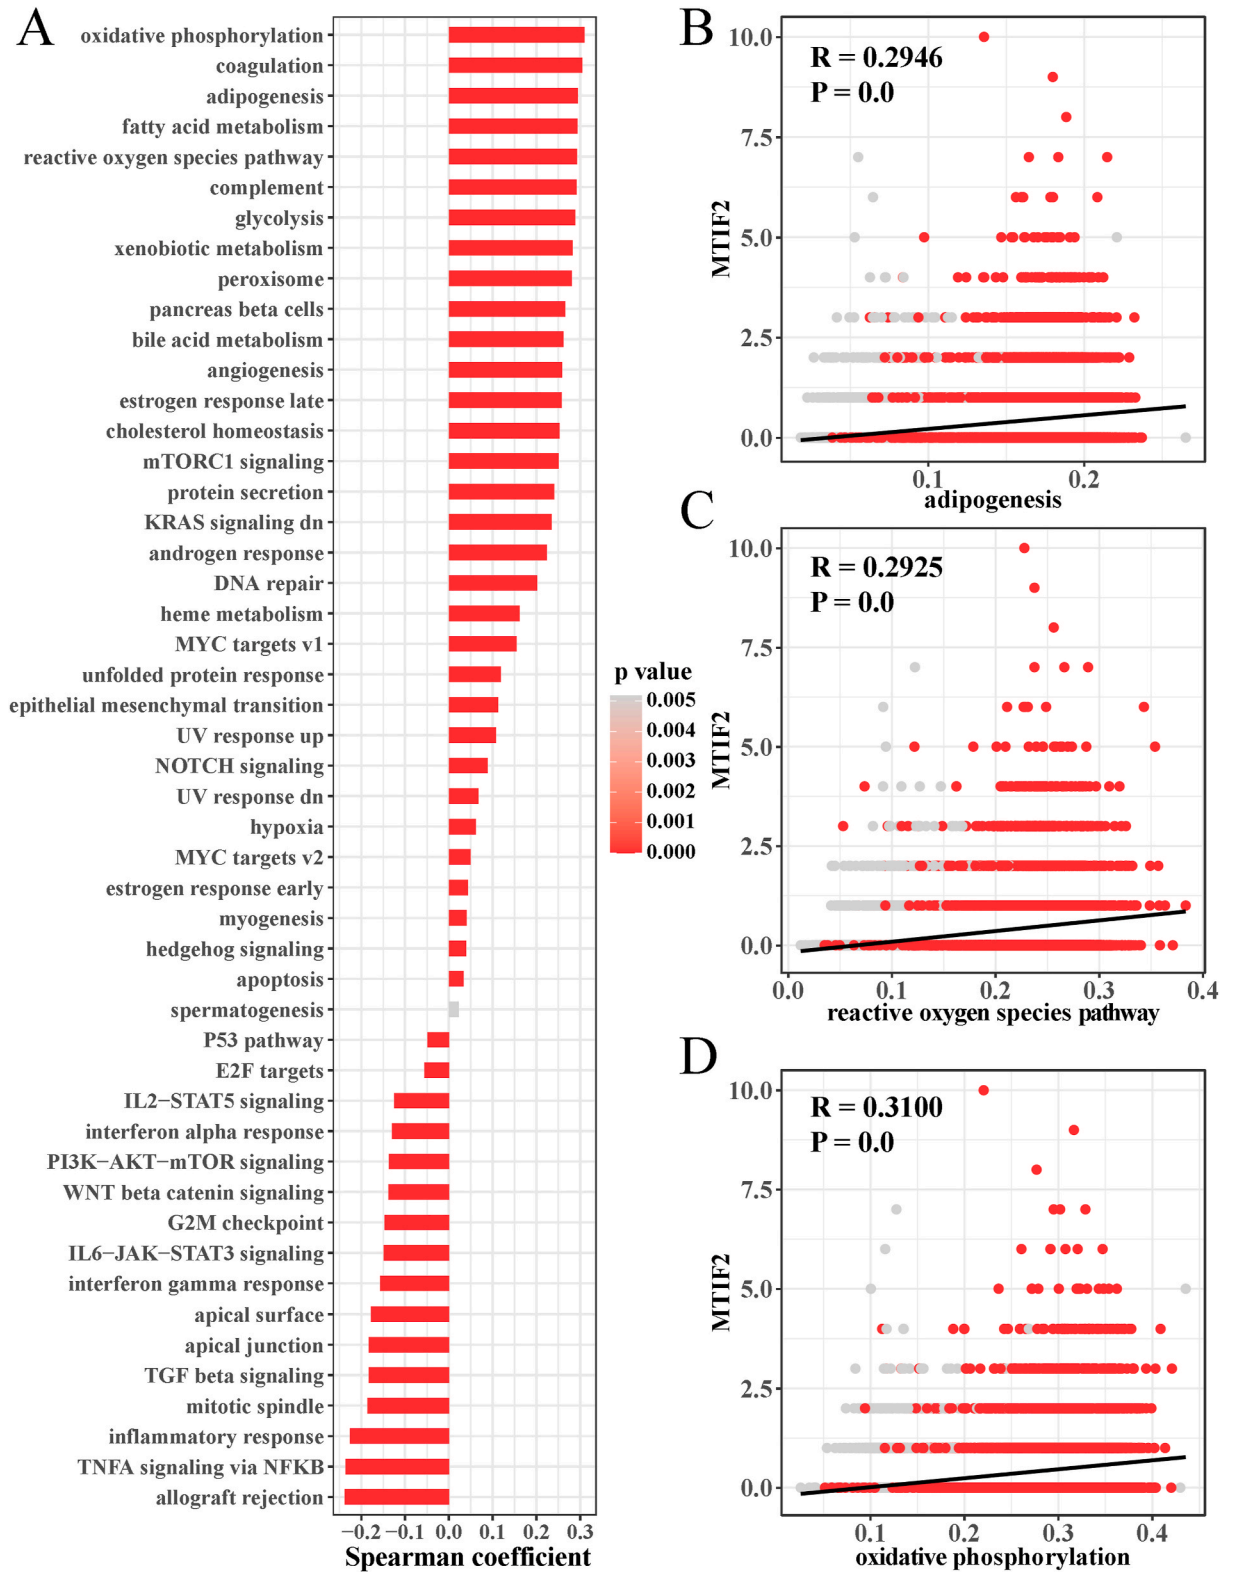 A
oxidative phosphorylation
coagulation
adipogenesis
fatty acid metabolism
reactive oxygen species pathway
complement
glycolysis
xenobiotic metabolism
peroxisome
pancreas beta cells
bile acid metabolism
angiogenesis
estrogen response late
cholesterol homeostasis
mTORC1 signaling
protein secretion
KRAS signaling dn
androgen response
DNA repair
heme metabolism
MYC targets v1
unfolded protein response
epithelial mesenchymal transition
UV response up
NOTCH signaling
UV response dn
hypoxia
MYC targets v2
estrogen response early
myogenesis
hedgehog signaling
apoptosis
spermatogenesis
P53 pathway
E2F targets
IL2−STAT5 signaling
interferon alpha response
PI3K−AKT−mTOR signaling
WNT beta catenin signaling
G2M checkpoint
IL6−JAK−STAT3 signaling
interferon gamma response
apical surface
apical junction
TGF beta signaling
mitotic spindle
inflammatory response
TNFA signaling via NFKB
allograft rejection
−0.2 −0.1 0.0 0.1 0.2 0.3
Spearman coefficient
p value
0.005
0.004
0.003
0.002
0.001
0.000
B
R = 0.2946
P = 0.0
10.0
7.5
5.0
2.5
0.0
MTIF2
0.1 0.2
adipogenesis
C
R = 0.2925
P = 0.0
10.0
7.5
5.0
2.5
0.0
MTIF2
0.0 0.1 0.2 0.3 0.4
reactive oxygen species pathway
D
R = 0.3100
P = 0.0
10.0
7.5
5.0
2.5
0.0
MTIF2
0.1 0.2 0.3 0.4
oxidative phosphorylation